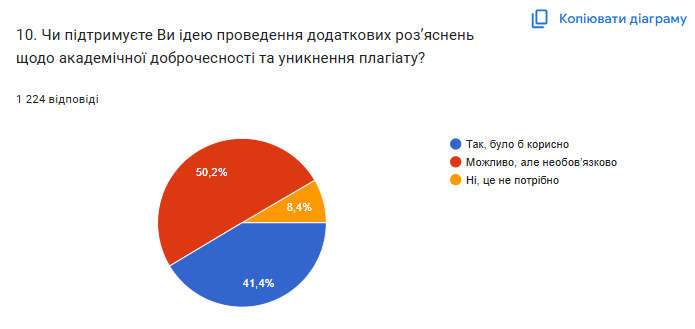 Копіювати діаграму
10. Чи підтримуєте Ви ідею проведення додаткових роз’яснень
щодо академічної доброчесності та уникнення плагіату?
1 224 відповіді
Так, було б корисно
Можливо, але необов’язково
Ні, це не потрібно
50,2%
8,4%
41,4%